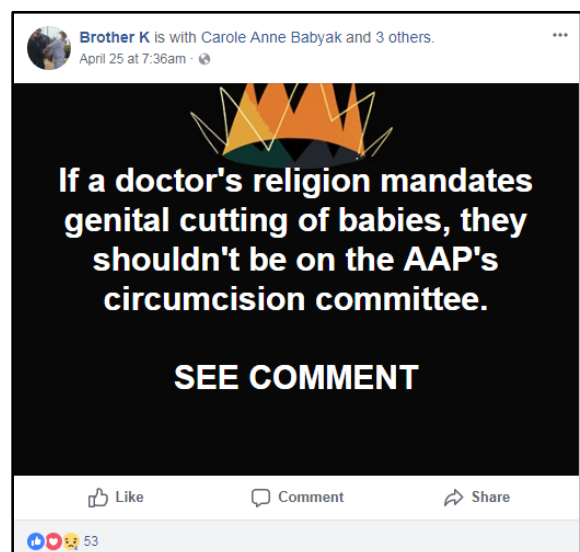 Brother K is with Carole Anne Babyak and 3 others.
April 25 at 7:36am ·
If a doctor's religion mandates
genital cutting of babies, they
shouldn't be on the AAP's
circumcision committee.
SEE COMMENT
Like Comment Share
53